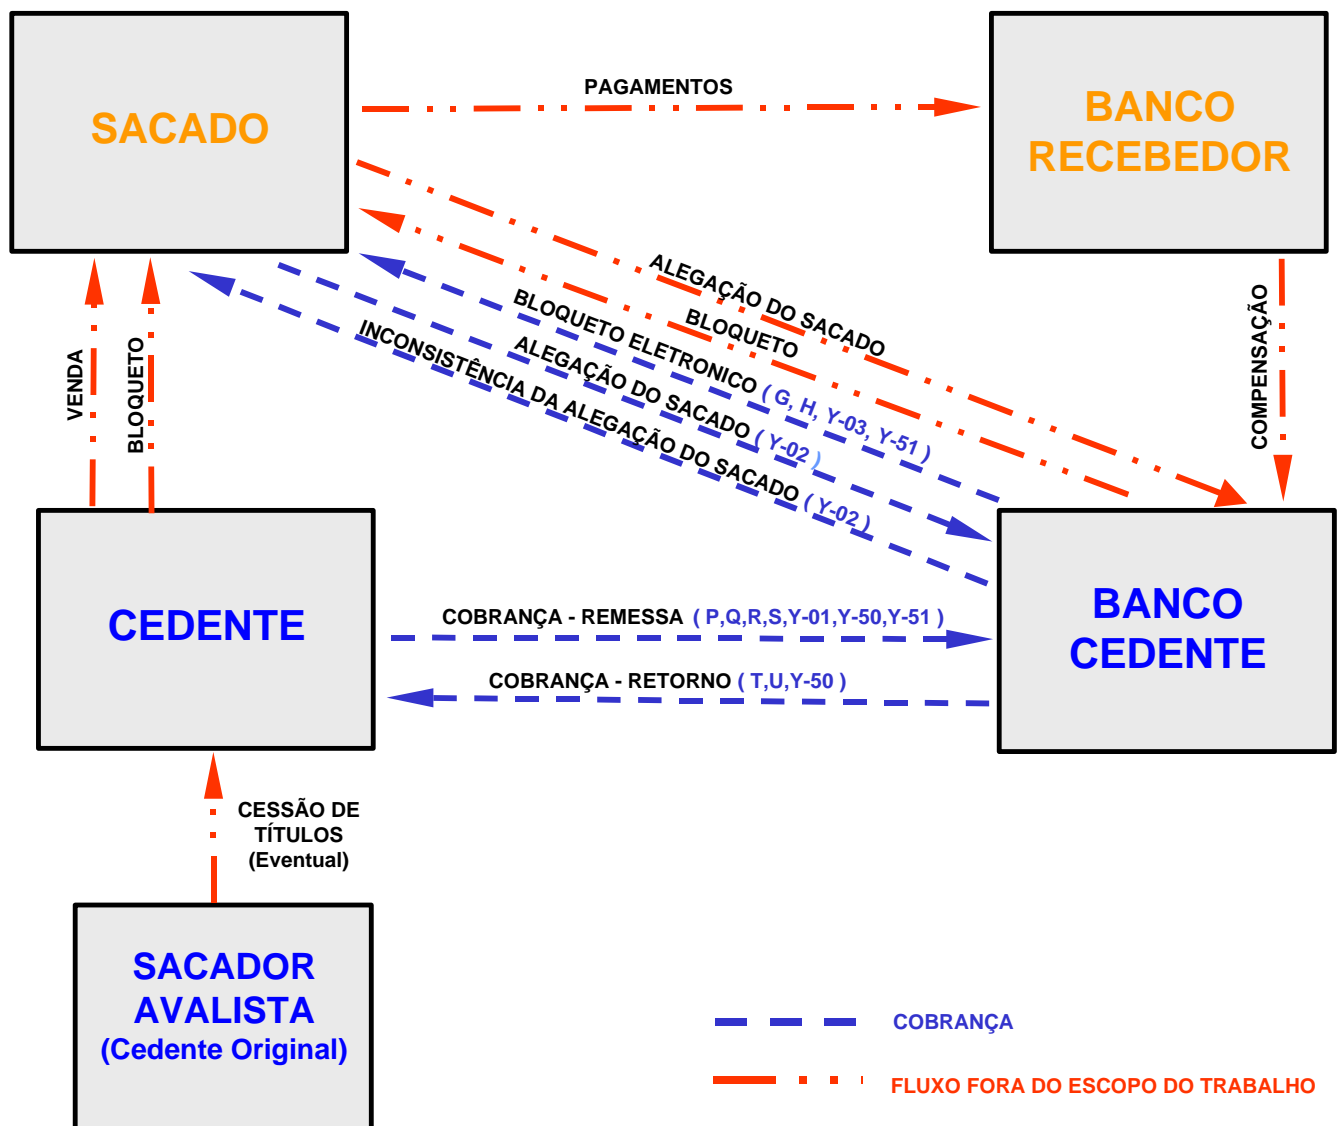 PAGAMENTOS
SACADO
BANCO
RECEBEDOR
ALEGAÇÃO DO SACADO
BLOQUETO
BLOQUETO ELETRONICO ( G, H, Y-03, Y-51 )
ALEGAÇÃO DO SACADO ( Y-02 )
INCONSISTÊNCIA DA ALEGAÇÃO DO SACADO ( Y-02 )
VENDA
BLOQUETO
COMPENSAÇÃO
CEDENTE
COBRANÇA - REMESSA ( P,Q,R,S,Y-01,Y-50,Y-51 )
COBRANÇA - RETORNO ( T,U,Y-50 )
BANCO
CEDENTE
CESSÃO DE
TÍTULOS
(Eventual)
SACADOR
AVALISTA
(Cedente Original)
COBRANÇA
FLUXO FORA DO ESCOPO DO TRABALHO